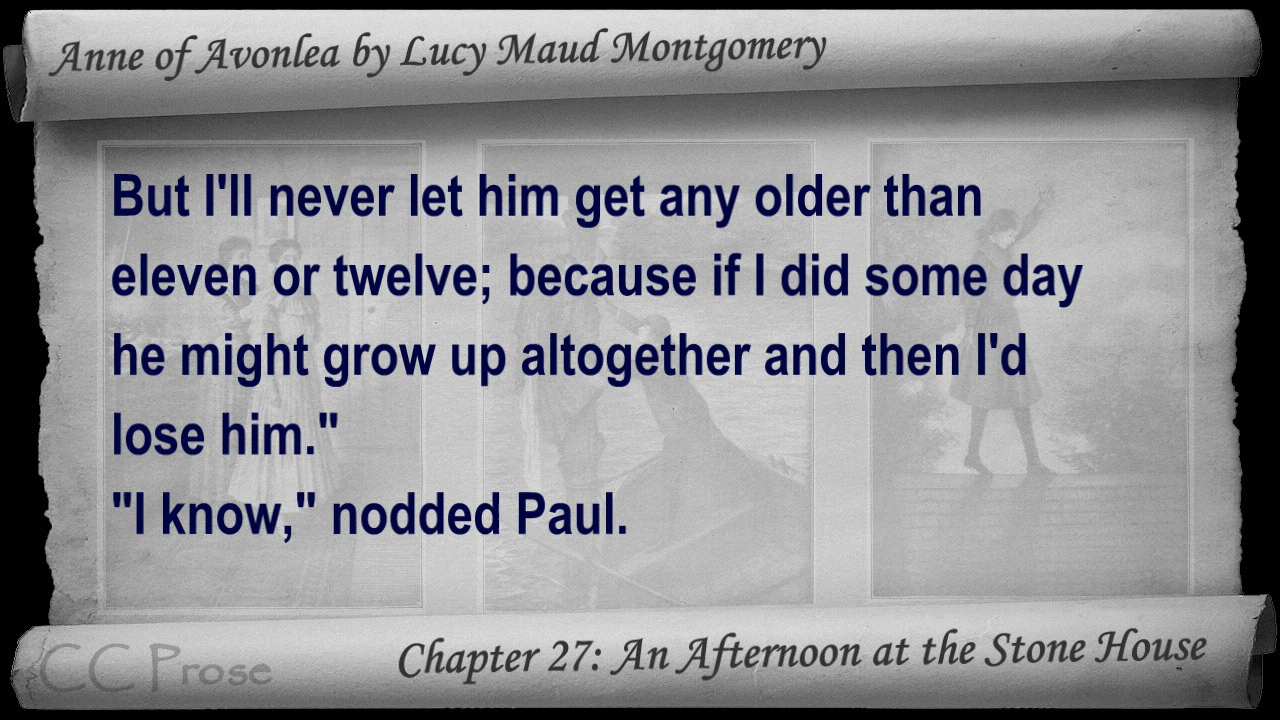 Anne of Avonlea by Lucy Maud Montgomery
But I'll never let him get any older than
eleven or twelve; because if I did some day
he might grow up altogether and then I'd
lose him."
"I know," nodded Paul.
CC Prose
Chapter 27: An Afternoon at the Stone House